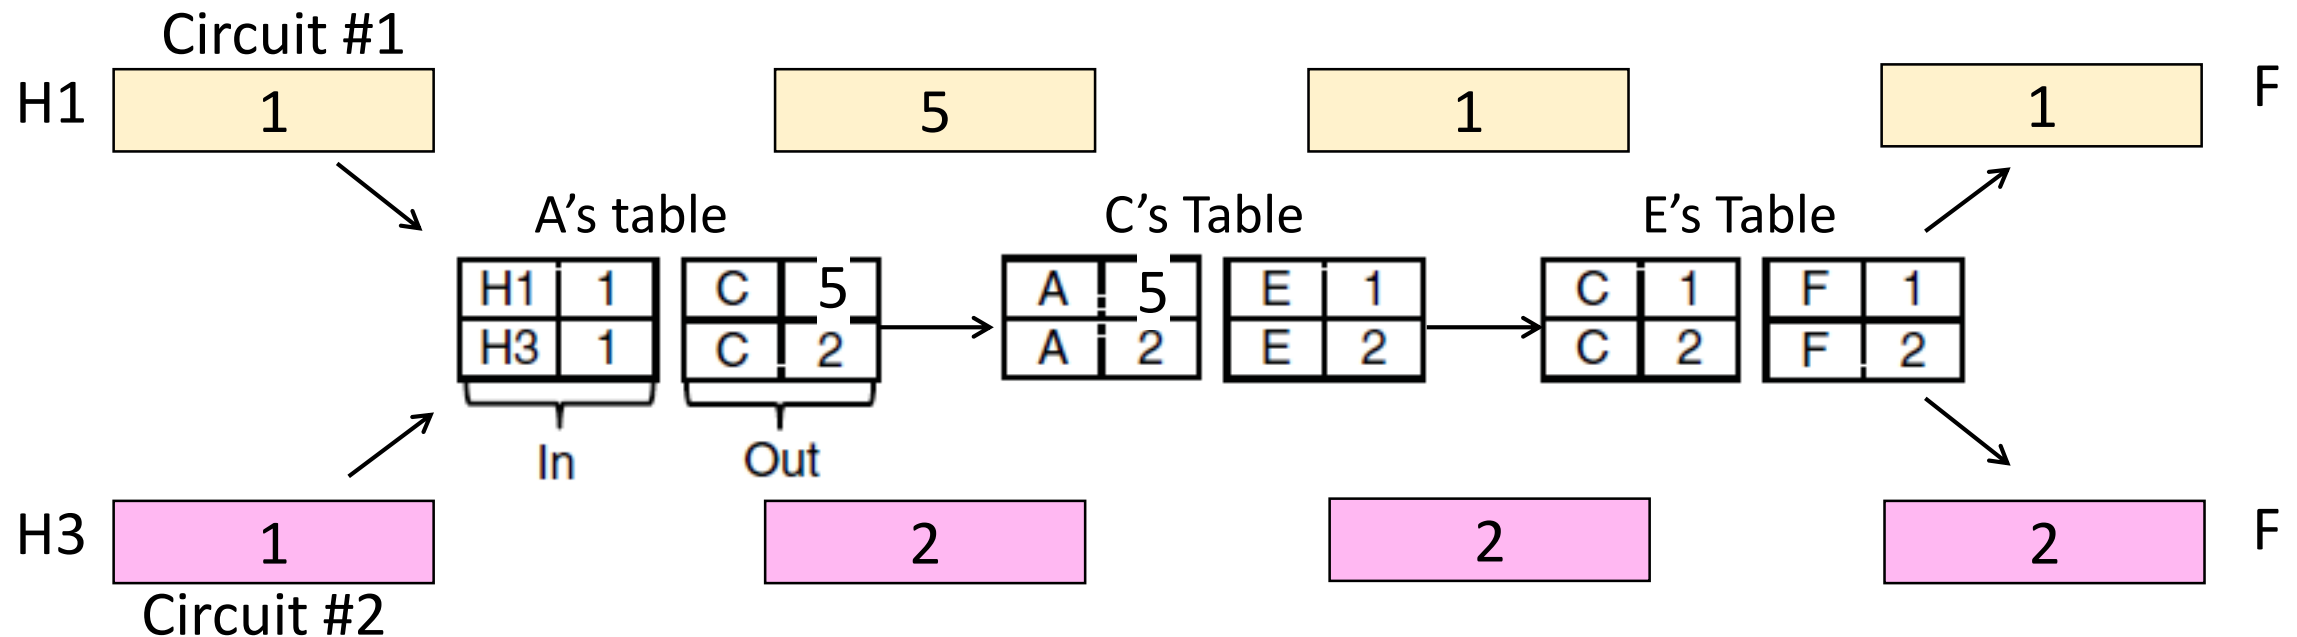 Circuit #1
H1 1 5 1 1 F
A's table C's Table E's Table
H1 1 C 5 A 5 E 1 C 1 F 1
H3 1 C 2 A 2 E 2 C 2 F 2
In Out
H3 1 2 2 2 F
Circuit #2